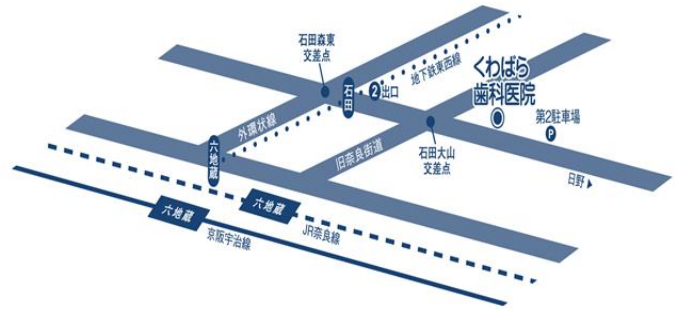 石田森東
交差点
地下鉄東西線
くわばら
歯科医院
石田
2 出口
第2駐車場
P
外環状線
石田大山
交差点
旧奈良街道
六地蔵
日野
六地蔵
JR奈良線
六地蔵
京阪宇治線